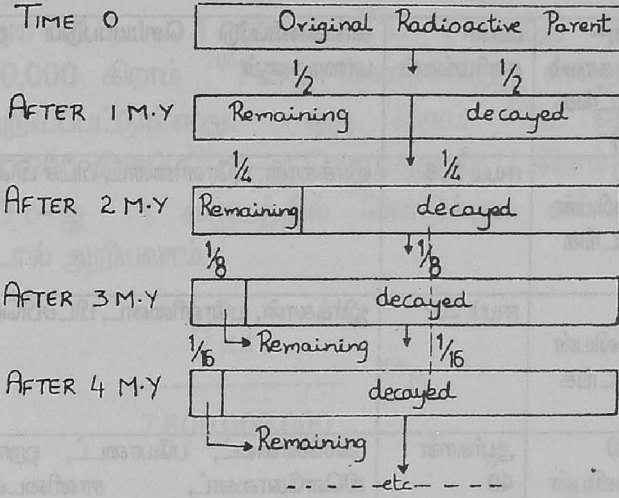 TIME 0 Original Radioactive Parent
1/2 1/2
AFTER 1 M.Y Remaining decayed
1/4 1/4
AFTER 2 M.Y Remaining decayed
1/8 1/8
AFTER 3 M.Y decayed
Remaining
1/16 1/16
AFTER 4 M.Y decayed
Remaining
etc